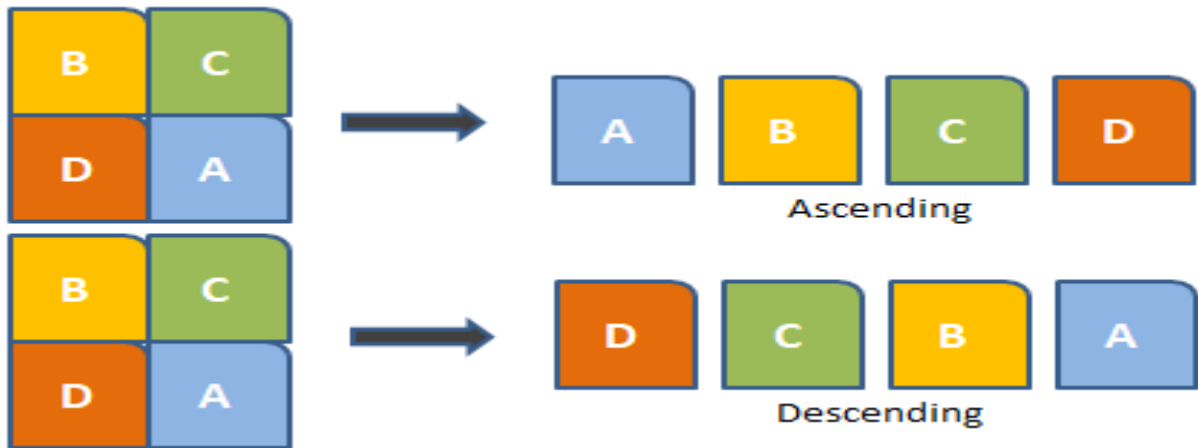 B C
D A
A B C D
Ascending
B C
D A
D C B A
Descending